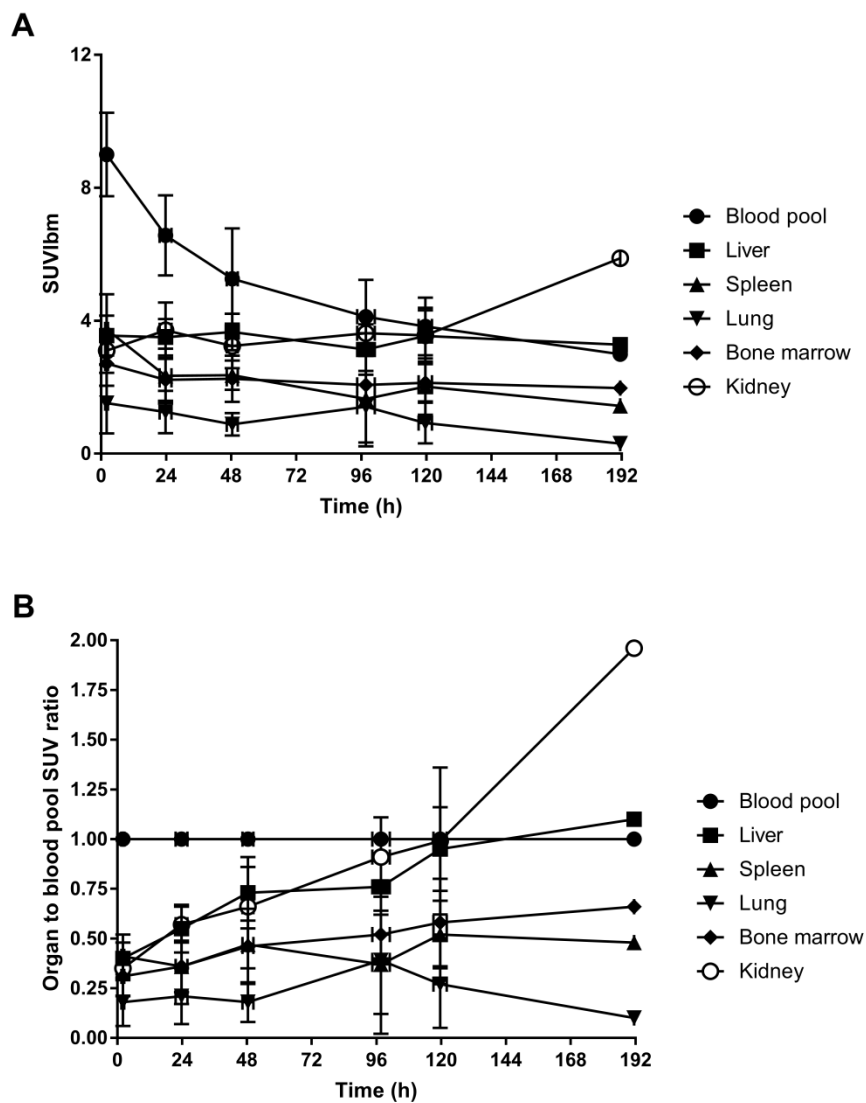 A
12
8
4
0
SUVlbm
0 24 48 72 96 120 144 168 192
Time (h)
Blood pool
Liver
Spleen
Lung
Bone marrow
Kidney
B
2.00
1.75
1.50
1.25
1.00
0.75
0.50
0.25
0.00
Organ to blood pool SUV ratio
0 24 48 72 96 120 144 168 192
Time (h)
Blood pool
Liver
Spleen
Lung
Bone marrow
Kidney